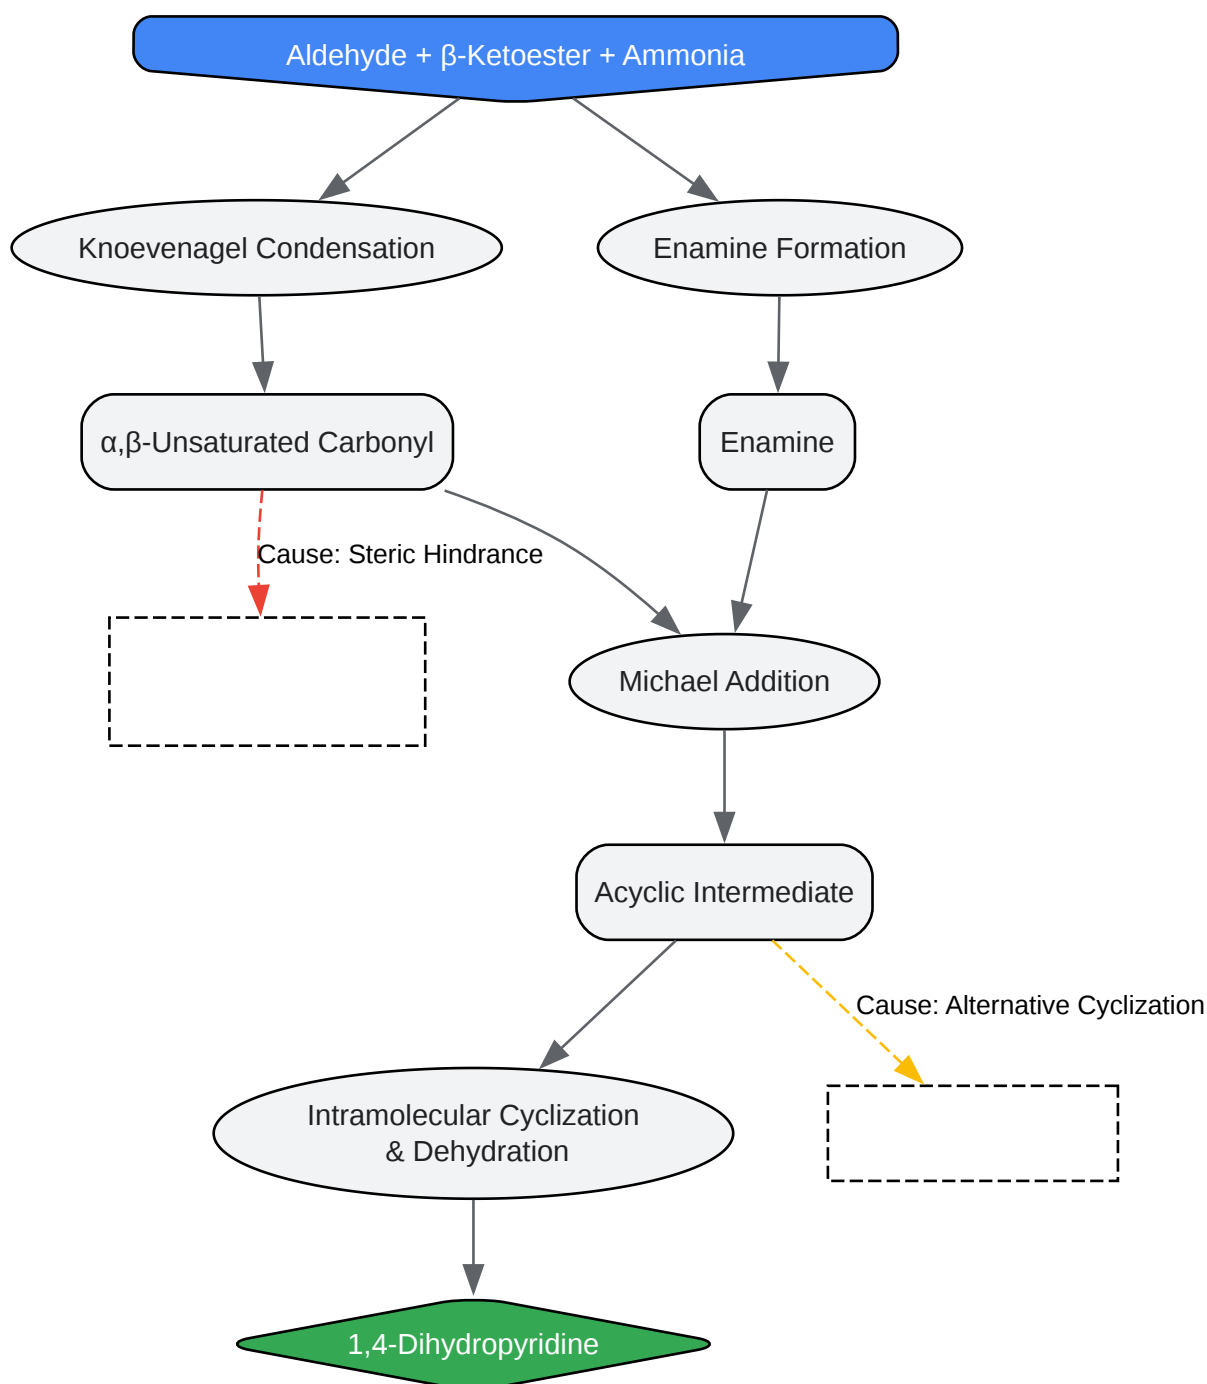 Aldehyde + β-Ketoester + Ammonia
Knoevenagel Condensation
Enamine Formation
α,β-Unsaturated Carbonyl
Enamine
Cause: Steric Hindrance
Michael Addition
Acyclic Intermediate
Cause: Alternative Cyclization
Intramolecular Cyclization
& Dehydration
1,4-Dihydropyridine